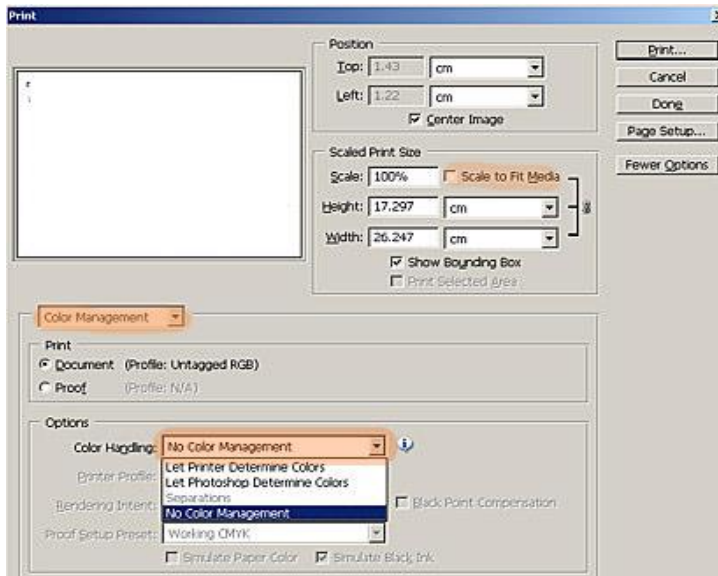 Print
Position
Top: 1.43 cm
Left: 1.22 cm
Center Image
Scaled Print Size
Scale: 100% Scale to Fit Media
Height: 17.297 cm
Width: 26.247 cm
Show Bounding Box
Print Selected Area
Print...
Cancel
Done
Page Setup...
Fewer Options
Color Management
Print
Document (Profile: Untagged RGB)
Proof (Profile: N/A)
Options
Color Handling: No Color Management
Let Printer Determine Colors
Let Photoshop Determine Colors
Separations
No Color Management
Printer Profile:
Rendering Intent: Black Point Compensation
Proof Setup Preset: Working CMYK
Simulate Paper Color Simulate Black Ink